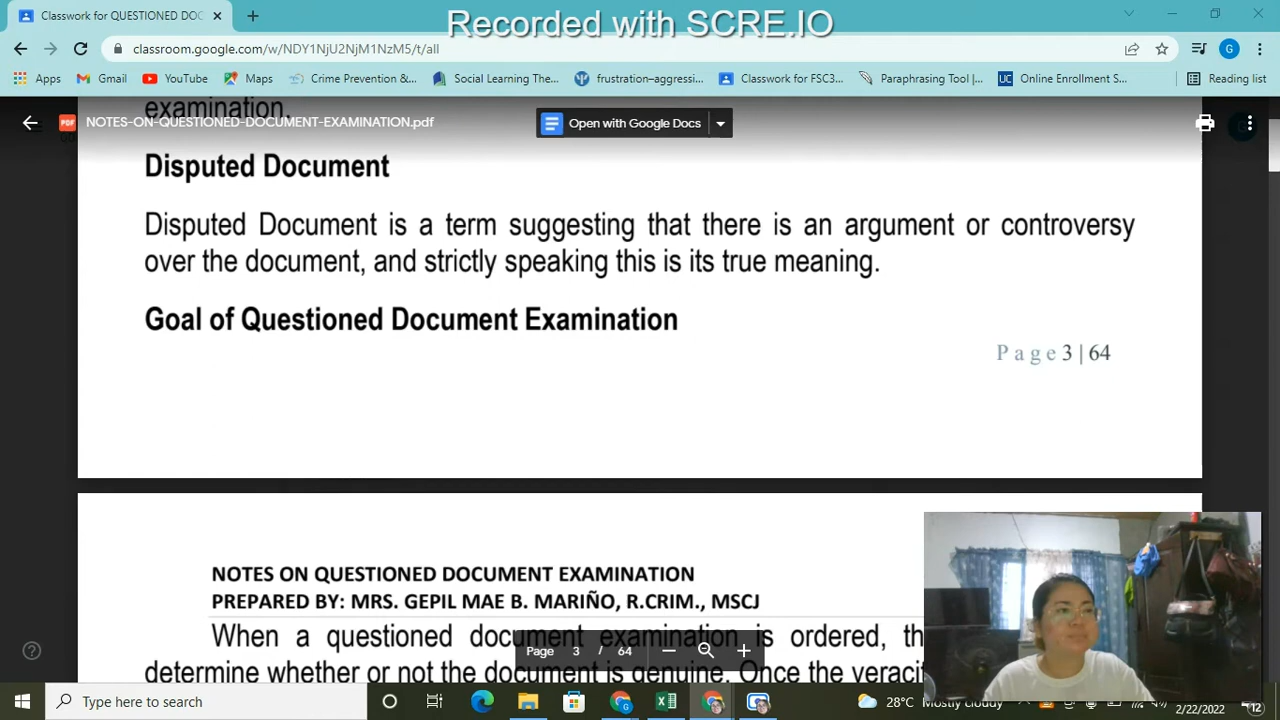 Recorded with SCRE.IO
Classwork for QUESTIONED DOC
classroom.google.com/w/NDY1NjU2NjM1NzM5/t/all
Apps
Gmail
YouTube
Maps
Crime Prevention &...
Social Learning The...
frustration–aggressi...
Classwork for FSC3...
Paraphrasing Tool |...
Online Enrollment S...
Reading list
examination.
NOTES-ON-QUESTIONED-DOCUMENT-EXAMINATION.pdf
Open with Google Docs
Disputed Document
Disputed Document is a term suggesting that there is an argument or controversy
over the document, and strictly speaking this is its true meaning.
Goal of Questioned Document Examination
Page 3 | 64
NOTES ON QUESTIONED DOCUMENT EXAMINATION
PREPARED BY: MRS. GEPIL MAE B. MARIÑO, R.CRIM., MSCJ
When a questioned document examination is ordered,
determine whether or not the document is genuine. Once the
Page 3 / 64
Type here to search
28°C Mostly cloudy
2/22/2022
12